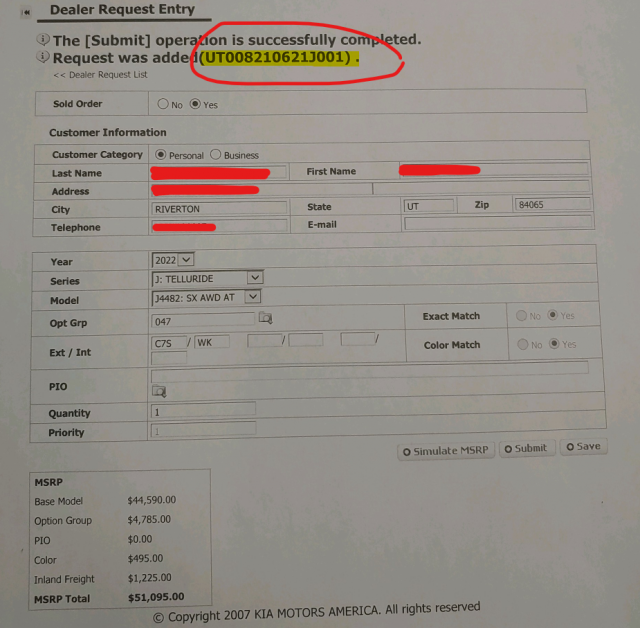 Dealer Request Entry
The [Submit] operation is successfully completed.
Request was added(UT008210621J001) .
<< Dealer Request List
Sold Order No Yes
Customer Information
Customer Category Personal Business
Last Name First Name
Address
City RIVERTON State UT Zip 84065
Telephone E-mail
Year 2022
Series J: TELLURIDE
Model J4482: SX AWD AT
Opt Grp 047 Exact Match No Yes
Ext / Int C7S / WK / / Color Match No Yes
PIO
Quantity 1
Priority 1
Simulate MSRP Submit Save
MSRP
Base Model $44,590.00
Option Group $4,785.00
PIO $0.00
Color $495.00
Inland Freight $1,225.00
MSRP Total $51,095.00
© Copyright 2007 KIA MOTORS AMERICA. All rights reserved